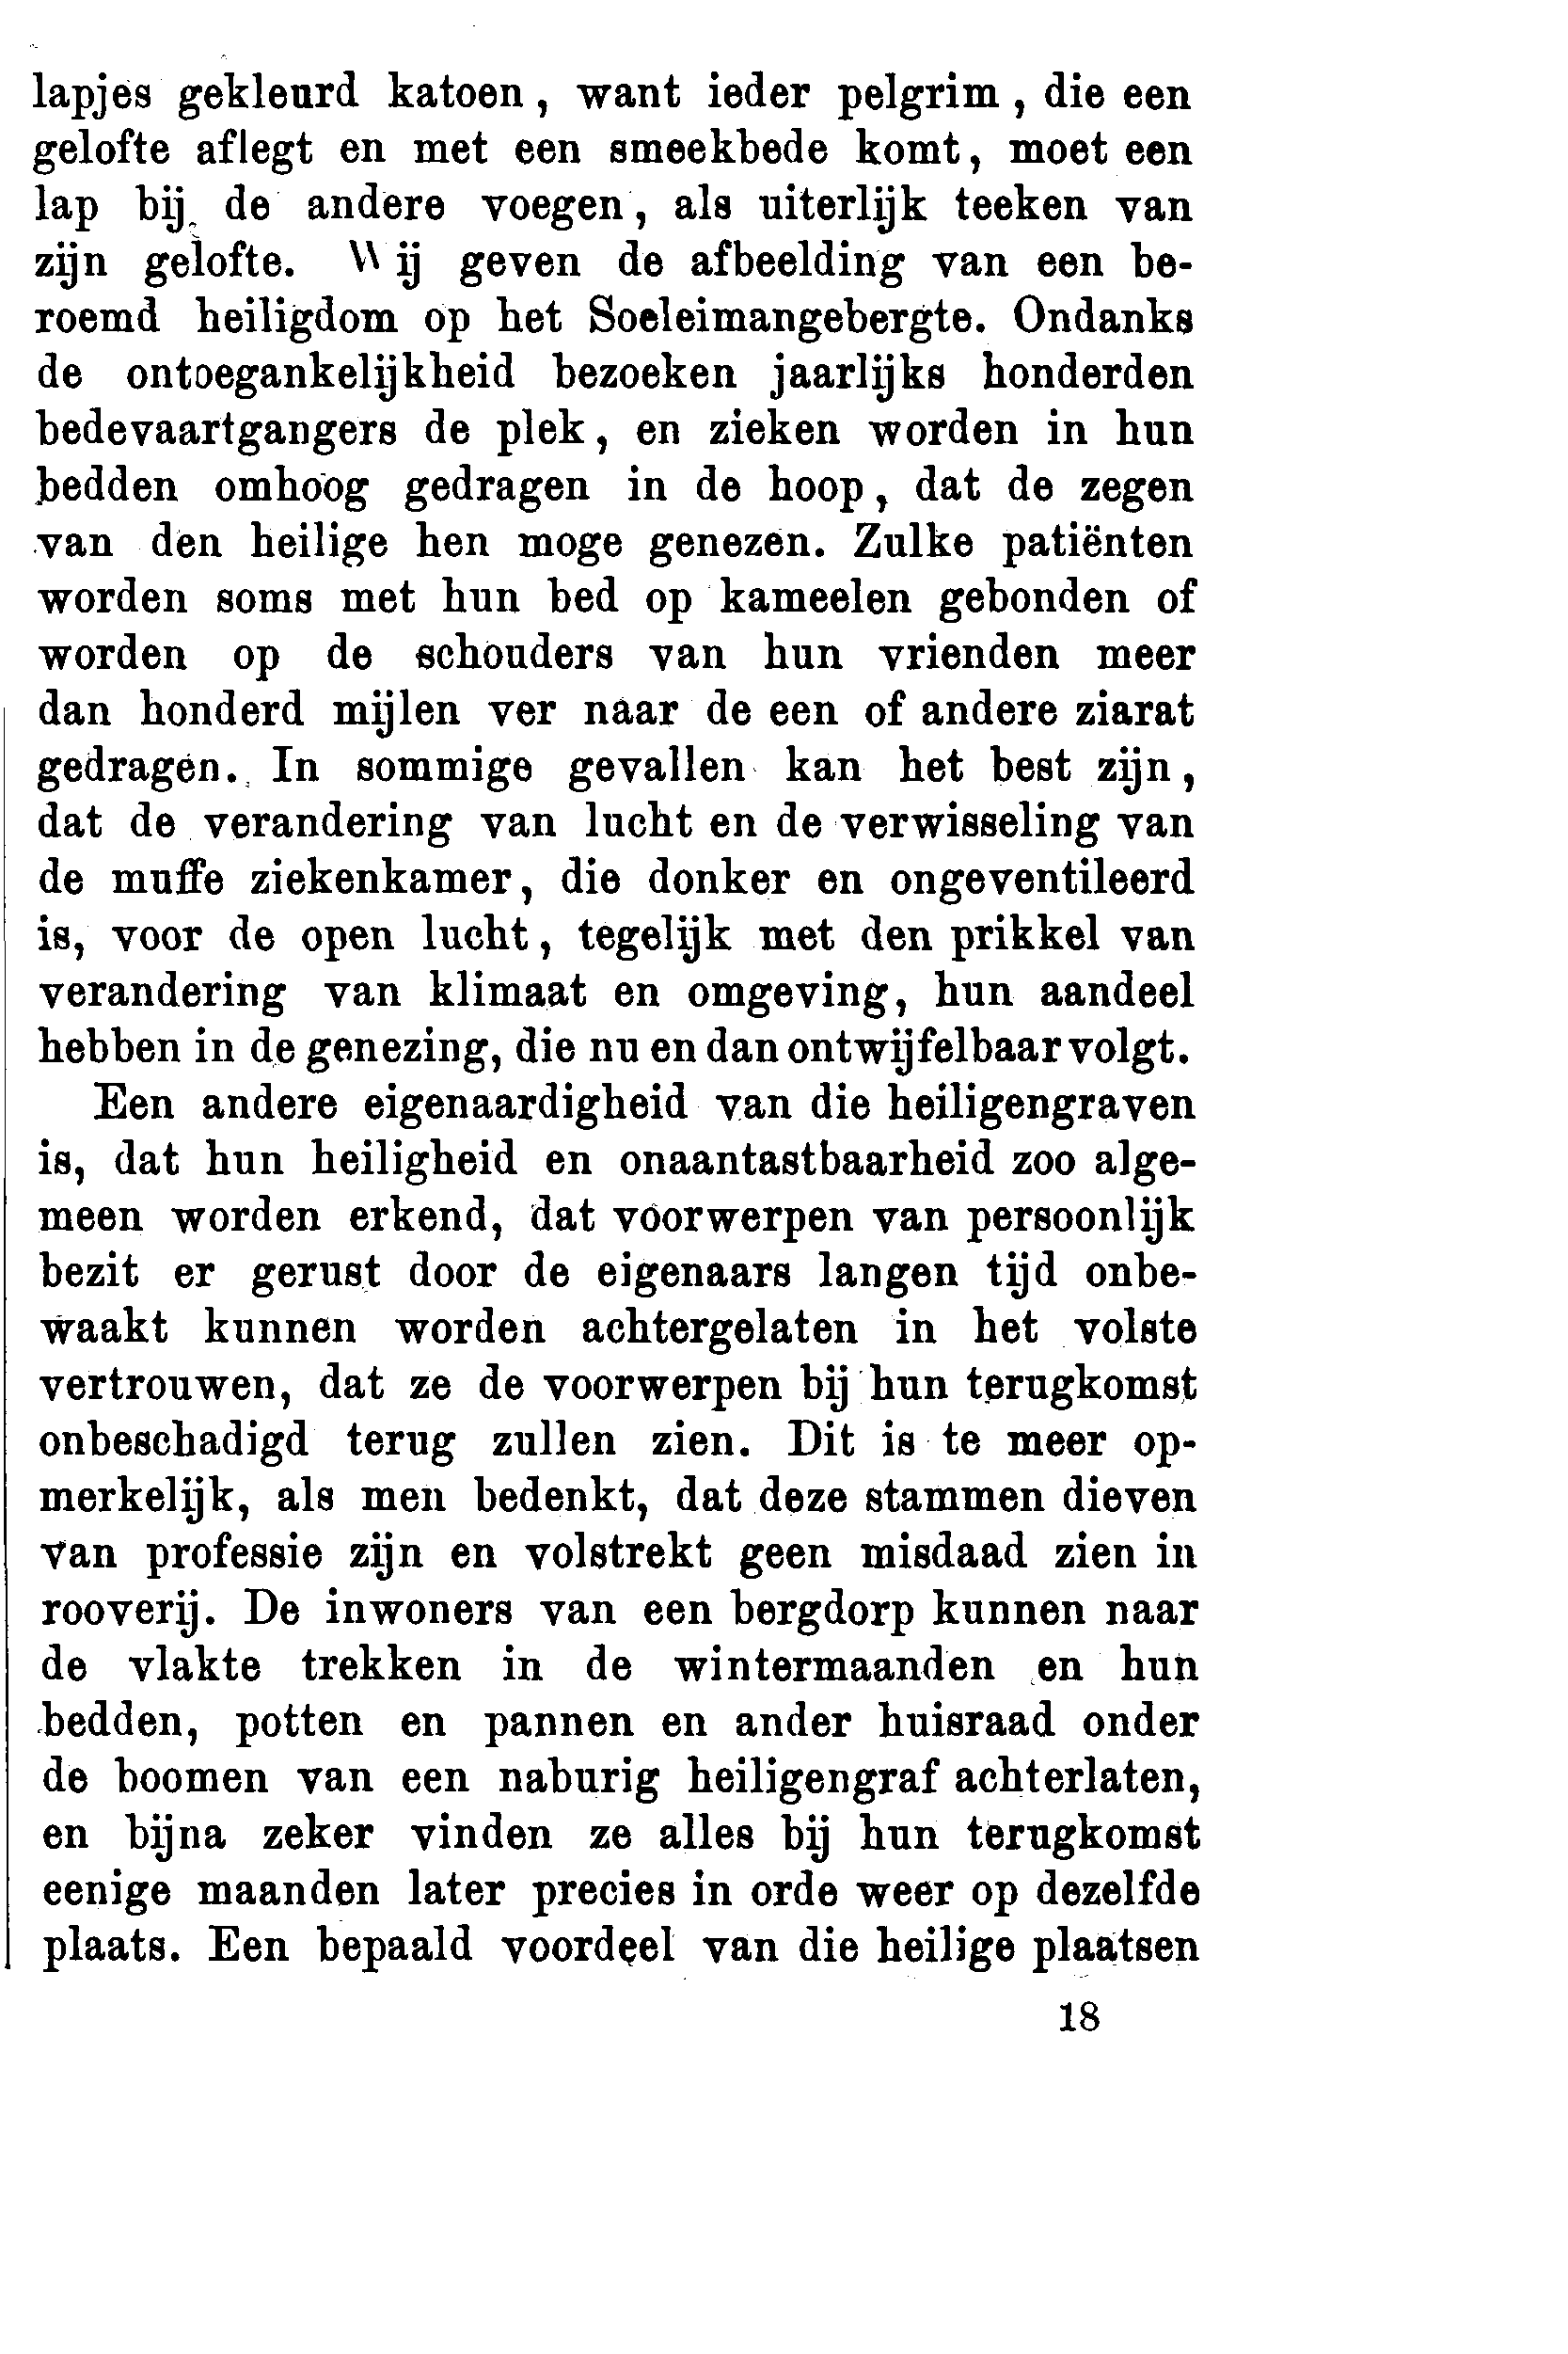 lapjes gekleurd katoen, want ieder pelgrim, die een
gelofte aflegt en met een smeekbede komt, moet een
lap bij de andere voegen, als uiterlijk teeken van
zijn gelofte. Wij geven de afbeelding van een be-
roemd heiligdom op het Soeleimangebergte. Ondanks
de ontoegankelijkheid bezoeken jaarlijks honderden
bedevaartgangers de plek, en zieken worden in hun
bedden omhoog gedragen in de hoop, dat de zegen
van den heilige hen moge genezen. Zulke patiënten
worden soms met hun bed op kameelen gebonden of
worden op de schouders van hun vrienden meer
dan honderd mijlen ver naar de een of andere ziarat
gedragen. In sommige gevallen kan het best zijn,
dat de verandering van lucht en de verwisseling van
de muffe ziekenkamer, die donker en ongeventileerd
is, voor de open lucht, tegelijk met den prikkel van
verandering van klimaat en omgeving, hun aandeel
hebben in de genezing, die nu en dan ontwijfelbaar volgt.
Een andere eigenaardigheid van die heiligengraven
is, dat hun heiligheid en onaantastbaarheid zoo alge-
meen worden erkend, dat voorwerpen van persoonlijk
bezit er gerust door de eigenaars langen tijd onbe-
waakt kunnen worden achtergelaten in het volste
vertrouwen, dat ze de voorwerpen bij hun terugkomst
onbeschadigd terug zullen zien. Dit is te meer op-
merkelijk, als men bedenkt, dat deze stammen dieven
van professie zijn en volstrekt geen misdaad zien in
rooverij. De inwoners van een bergdorp kunnen naar
de vlakte trekken in de wintermaanden en hun
bedden, potten en pannen en ander huisraad onder
de boomen van een naburig heiligengraf achterlaten,
en bijna zeker vinden ze alles bij hun terugkomst
eenige maanden later precies in orde weer op dezelfde
plaats. Een bepaald voordeel van die heilige plaatsen
18